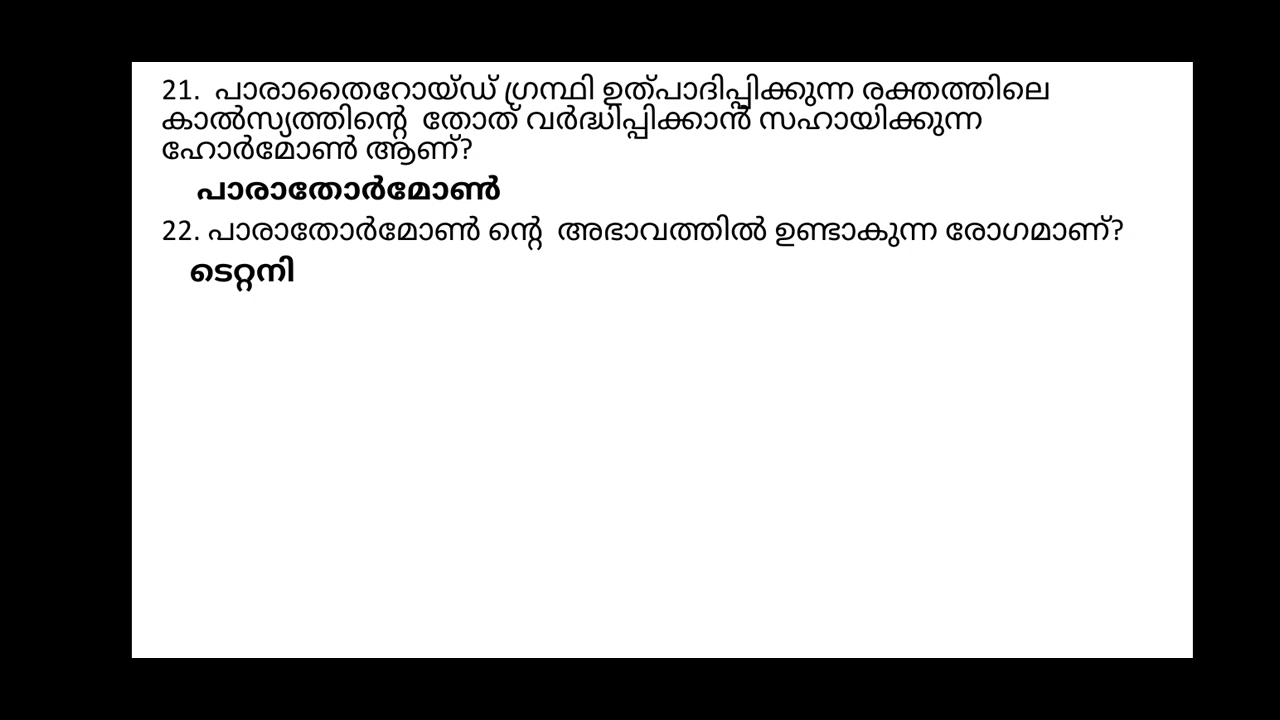 21.  പാരാതൈറോയ്ഡ് ഗ്രന്ഥി ഉത്പാദിപ്പിക്കുന്ന രക്തത്തിലെ
കാൽസ്യത്തിന്റെ  തോത് വർദ്ധിപ്പിക്കാൻ സഹായിക്കുന്ന
ഹോർമോൺ ആണ്?
പാരാതോർമോൺ
22. പാരാതോർമോൺ ന്റെ  അഭാവത്തിൽ ഉണ്ടാകുന്ന രോഗമാണ്?
ടെറ്റനി